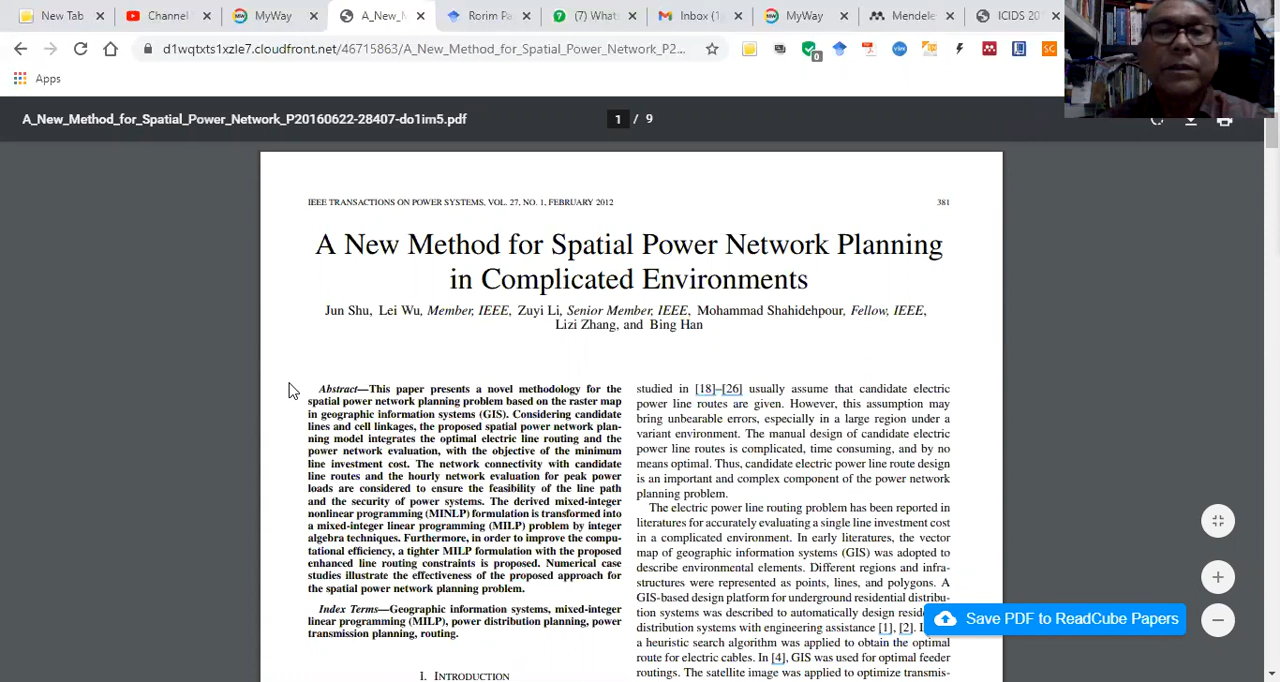 New Tab
Channel
MyWay
A_New_
Rorim Pa
(7) What
Inbox (1
MyWay
Mendele
ICIDS 201
d1wqtxts1xzle7.cloudfront.net/46715863/A_New_Method_for_Spatial_Power_Network_P2...
0
SC
Apps
A_New_Method_for_Spatial_Power_Network_P20160622-28407-do1im5.pdf
1 / 9
IEEE TRANSACTIONS ON POWER SYSTEMS, VOL. 27, NO. 1, FEBRUARY 2012
381
A New Method for Spatial Power Network Planning
in Complicated Environments
Jun Shu, Lei Wu, Member, IEEE, Zuyi Li, Senior Member, IEEE, Mohammad Shahidehpour, Fellow, IEEE,
Lizi Zhang, and Bing Han
Abstract—This paper presents a novel methodology for the
spatial power network planning problem based on the raster map
in geographic information systems (GIS). Considering candidate
lines and cell linkages, the proposed spatial power network plan-
ning model integrates the optimal electric line routing and the
power network evaluation, with the objective of the minimum
line investment cost. The network connectivity with candidate
line routes and the hourly network evaluation for peak power
loads are considered to ensure the feasibility of the line path
and the security of power systems. The derived mixed-integer
nonlinear programming (MINLP) formulation is transformed into
a mixed-integer linear programming (MILP) problem by integer
algebra techniques. Furthermore, in order to improve the compu-
tational efficiency, a tighter MILP formulation with the proposed
enhanced line routing constraints is proposed. Numerical case
studies illustrate the effectiveness of the proposed approach for
the spatial power network planning problem.
Index Terms—Geographic information systems, mixed-integer
linear programming (MILP), power distribution planning, power
transmission planning, routing.
I. INTRODUCTION
studied in [18]–[26] usually assume that candidate electric
power line routes are given. However, this assumption may
bring unbearable errors, especially in a large region under a
variant environment. The manual design of candidate electric
power line routes is complicated, time consuming, and by no
means optimal. Thus, candidate electric power line route design
is an important and complex component of the power network
planning problem.
The electric power line routing problem has been reported in
literatures for accurately evaluating a single line investment cost
in a complicated environment. In early literatures, the vector
map of geographic information systems (GIS) was adopted to
describe environmental elements. Different regions and infra-
structures were represented as points, lines, and polygons. A
GIS-based design platform for underground residential distribu-
tion systems was described to automatically design reside
distribution systems with engineering assistance [1], [2]. I
a heuristic search algorithm was applied to obtain the optimal
route for electric cables. In [4], GIS was used for optimal feeder
routings. The satellite image was applied to optimize transmis-
Save PDF to ReadCube Papers